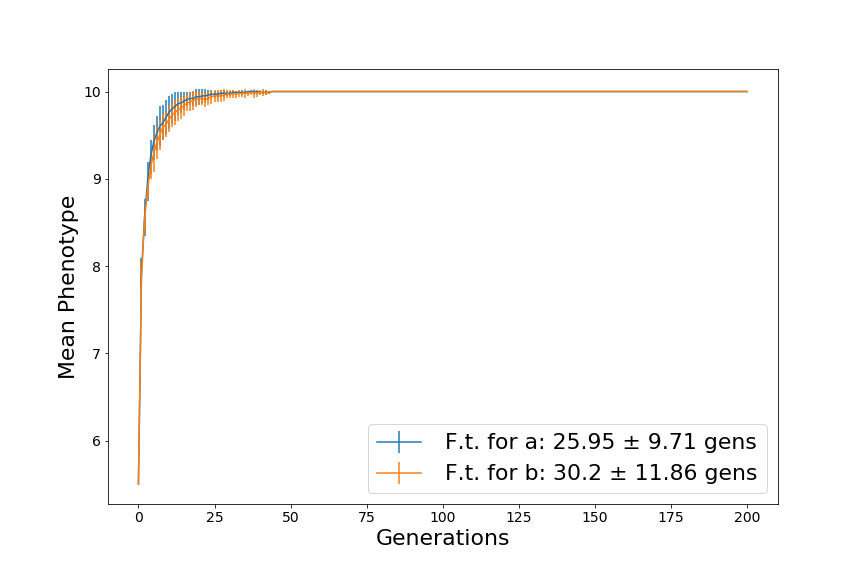 10
9
8
7
6
Mean Phenotype
F.t. for a: 25.95 ± 9.71 gens
F.t. for b: 30.2 ± 11.86 gens
0 25 50 75 100 125 150 175 200
Generations